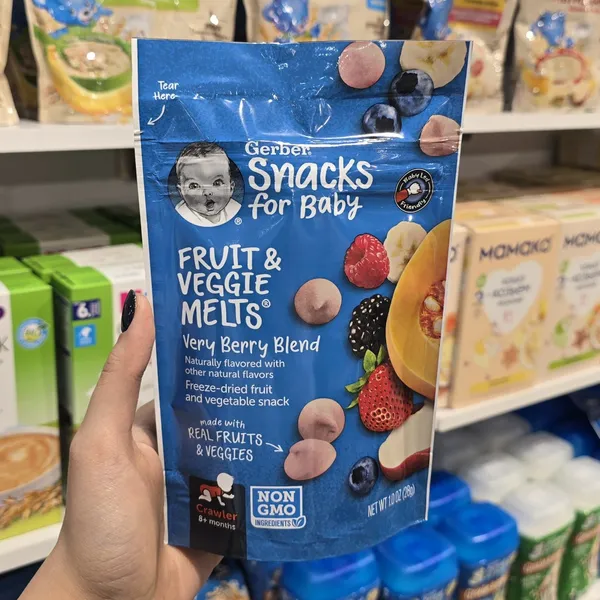 Tear
Here
Gerber®
Snacks
for Baby
Baby Led
Friendly
FRUIT &
VEGGIE
MELTS®
Very Berry Blend
Naturally flavored with
other natural flavors
Freeze-dried fruit
and vegetable snack
made with
REAL FRUITS
& VEGGIES
Crawler
8+ months
NON
GMO
INGREDIENTS
NET WT 1.0 OZ (28g)
МАМАКО
МАМАКО